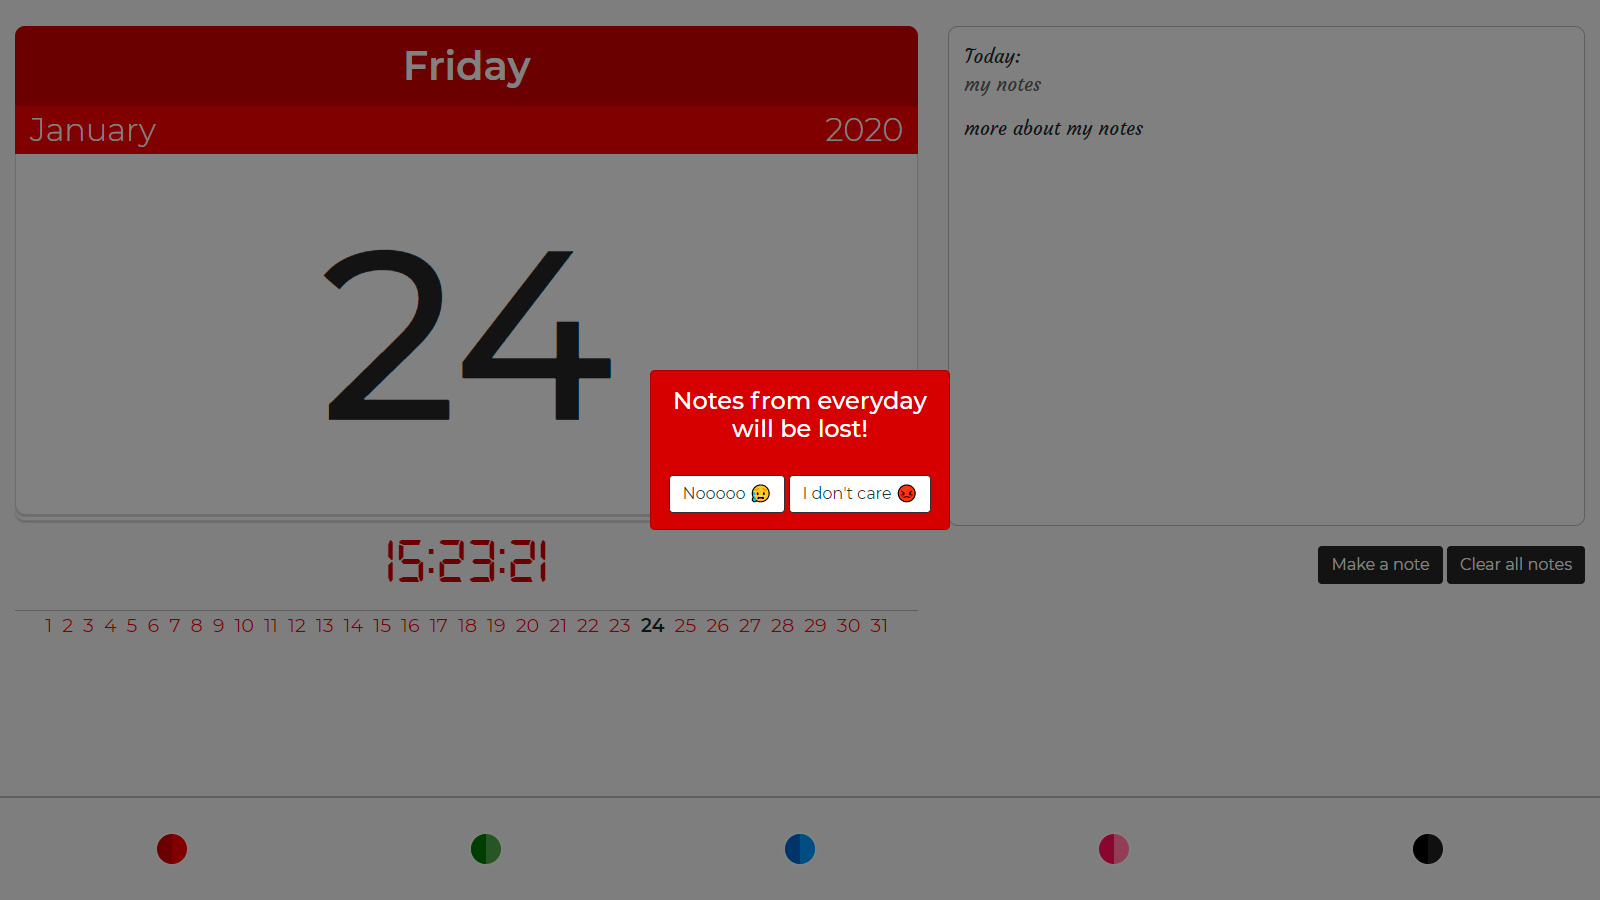 Friday
January 2020
24
Today:
my notes
more about my notes
Notes from everyday
will be lost!
Nooooo 😥 I don't care 😡
15:23:21
Make a note Clear all notes
1 2 3 4 5 6 7 8 9 10 11 12 13 14 15 16 17 18 19 20 21 22 23 24 25 26 27 28 29 30 31